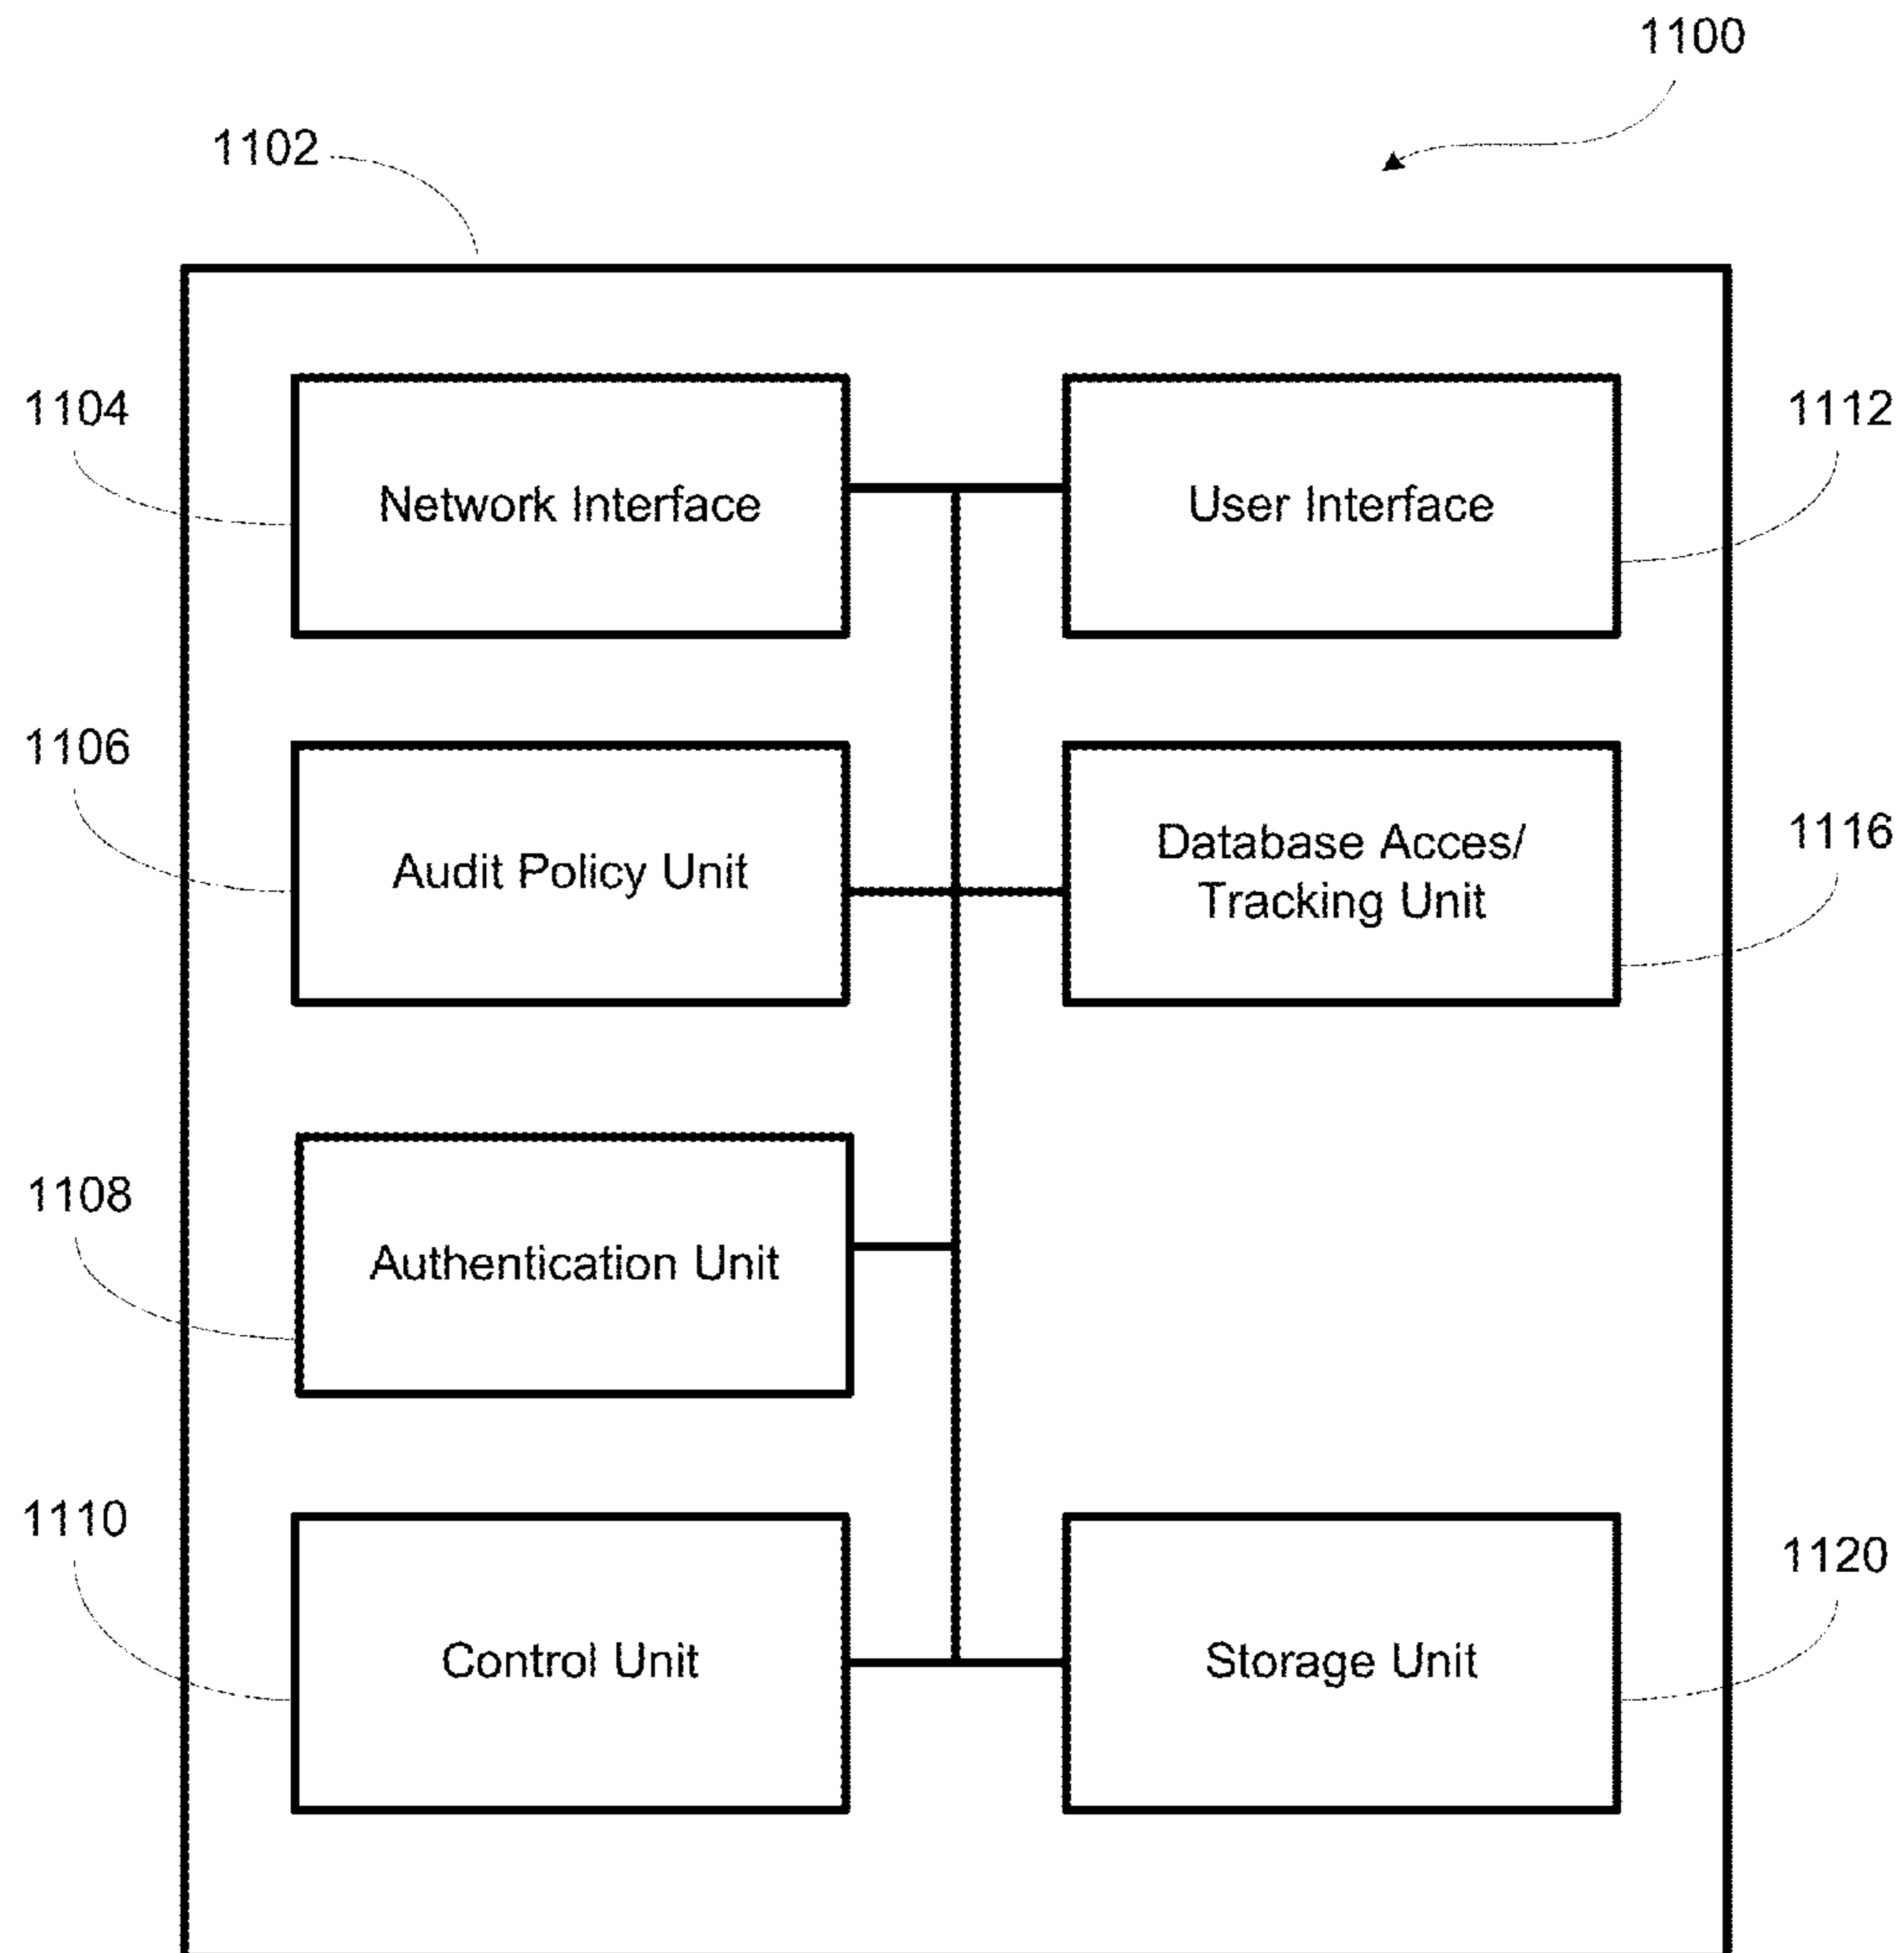 1100
1102
1104
Network Interface
User Interface
1112
1106
Audit Policy Unit
Database Acces/
Tracking Unit
1116
1108
Authentication Unit
1110
Control Unit
Storage Unit
1120